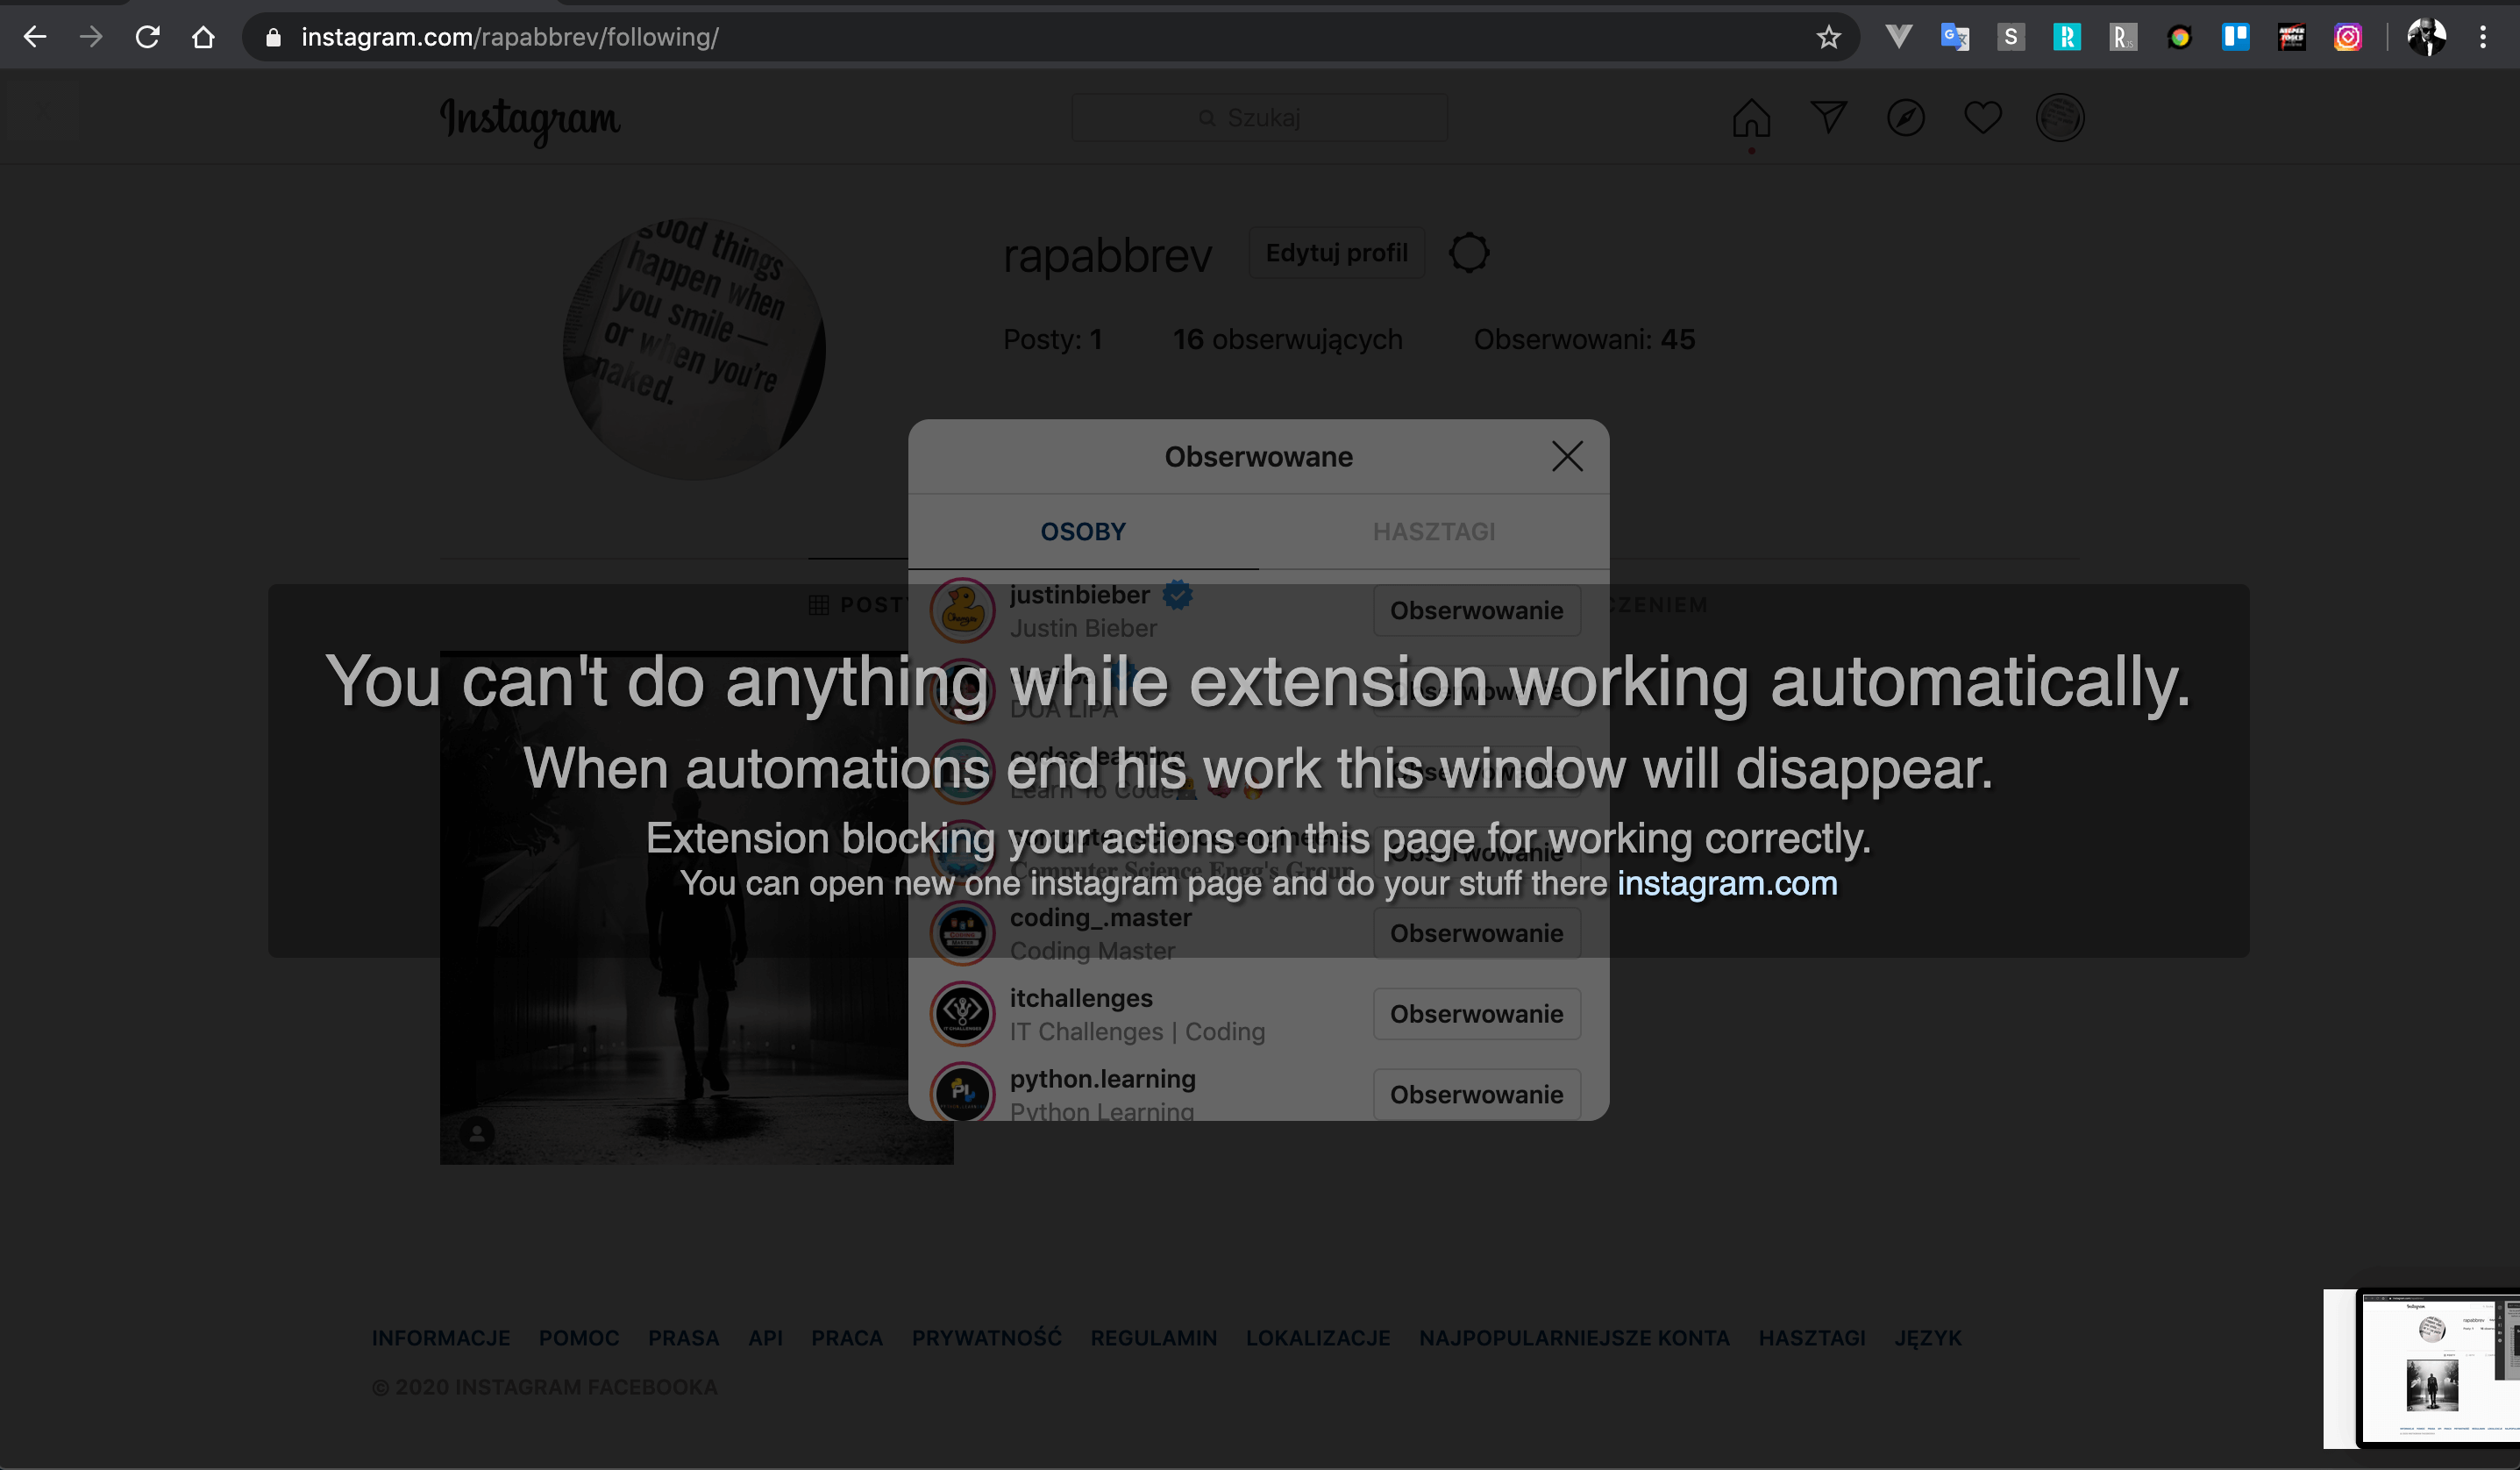 instagram.com/rapabbrev/following/
Instagram
Szukaj
good things
happen when
you smile—
or when you're
naked.
rapabbrev
Edytuj profil
Posty: 1
16 obserwujących
Obserwowani: 45
Obserwowane
OSOBY
HASZTAGI
justinbieber
Justin Bieber
Obserwowanie
You can't do anything while extension working automatically.
DUA LIPA
Obserwowanie
When automations end his work this window will disappear.
codes.learning
Learn To Code
Obserwowanie
Extension blocking your actions on this page for working correctly.
Computer Science Engg's Group
Obserwowanie
You can open new one instagram page and do your stuff there instagram.com
coding_.master
Coding Master
Obserwowanie
itchallenges
IT Challenges | Coding
Obserwowanie
python.learning
Python Learning
Obserwowanie
INFORMACJE POMOC PRASA API PRACA PRYWATNOŚĆ REGULAMIN LOKALIZACJE NAJPOPULARNIEJSZE KONTA HASZTAGI JĘZYK
© 2020 INSTAGRAM FACEBOOKA